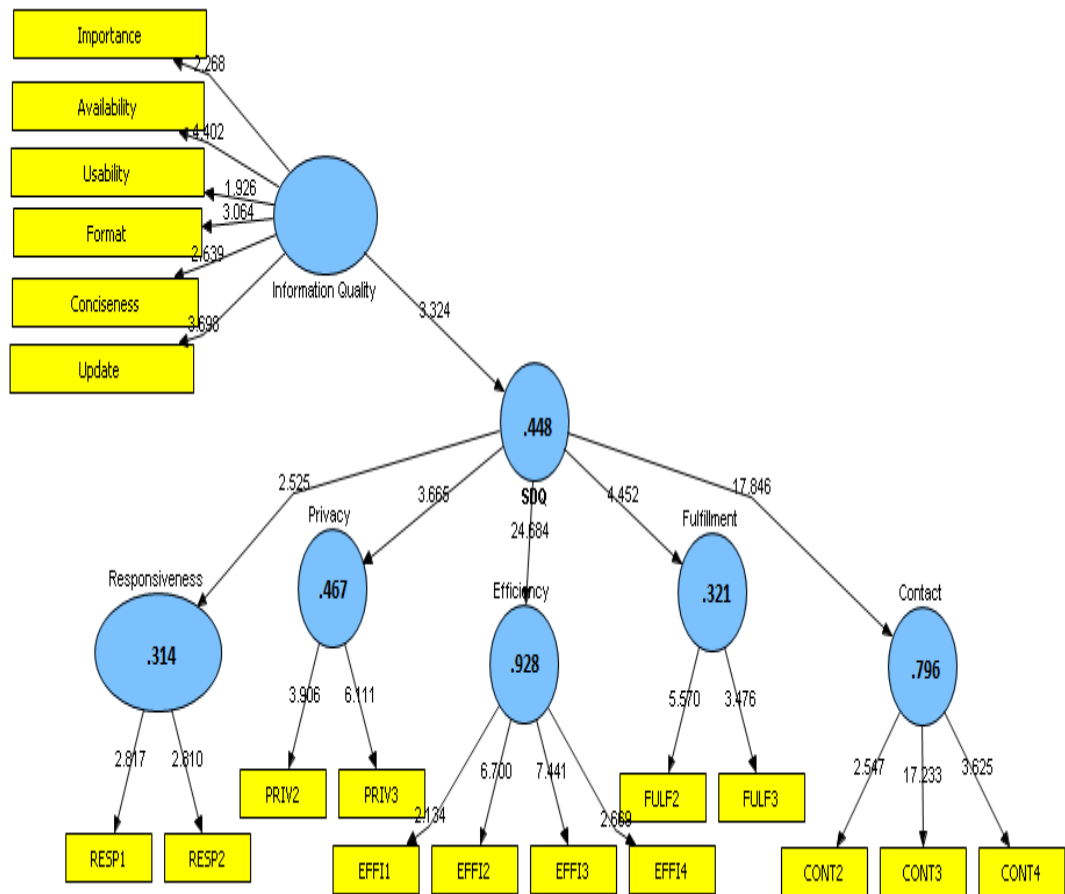 Importance
2.268
Availability
4.402
Usability
1.926
Format
3.064
Conciseness
2.639
Update
3.698
Information Quality
3.324
.448
SDQ
2.525
3.665
24.684
4.452
17.846
Responsiveness
.314
Privacy
.467
Efficiency
.928
Fulfillment
.321
Contact
.796
2.817
2.810
3.906
6.111
2.134
6.700
7.441
2.669
5.570
3.476
2.547
17.233
3.625
RESP1
RESP2
PRIV2
PRIV3
EFFI1
EFFI2
EFFI3
EFFI4
FULF2
FULF3
CONT2
CONT3
CONT4